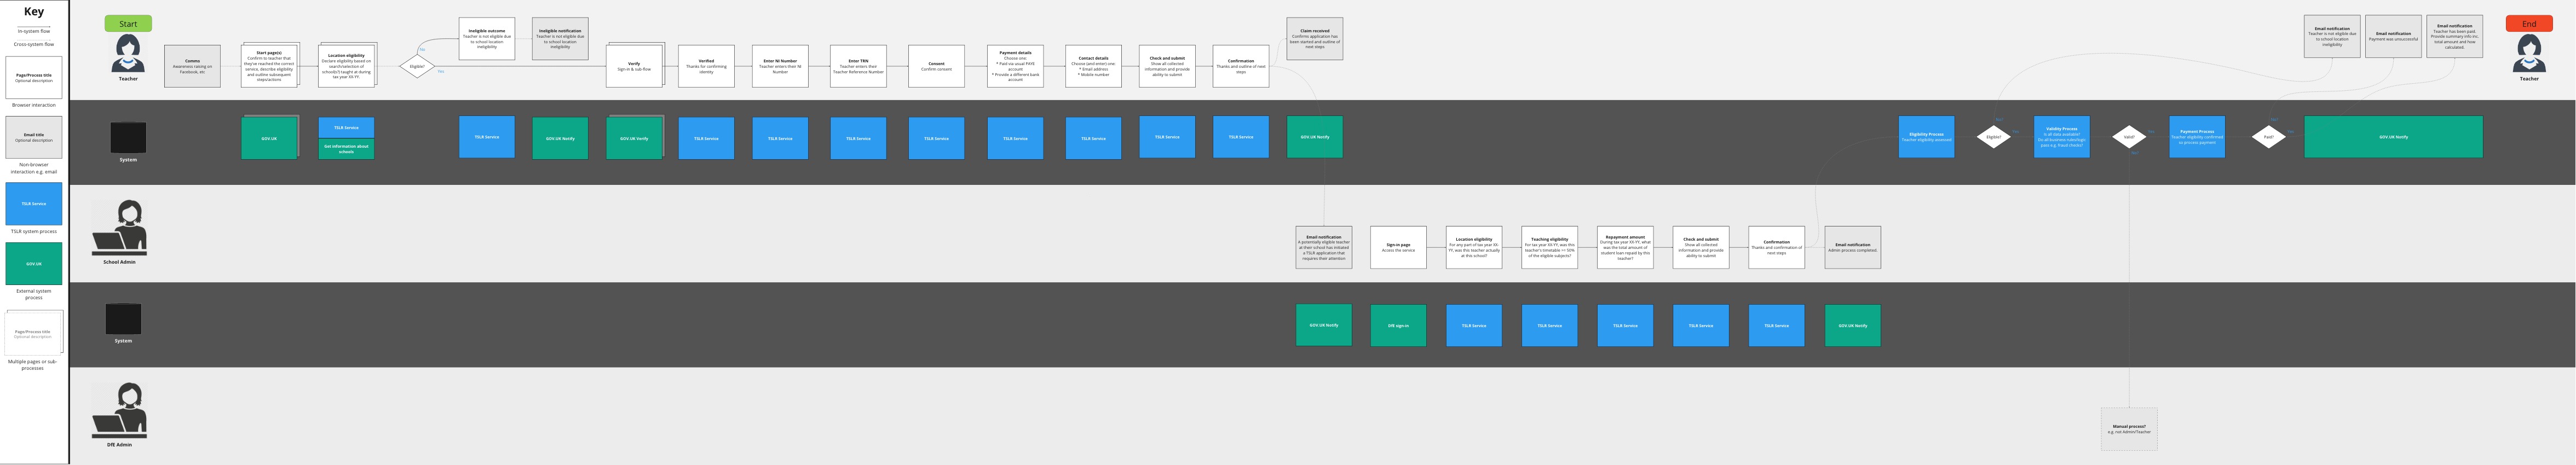 Key
In-system flow
Cross-system flow
Page/Process title
Optional description
Browser interaction
Email title
Optional description
Non-browser
interaction e.g. email
TSLR Service
TSLR system process
GOV.UK
External system
process
Page/Process title
Optional description
Multiple pages or sub-
processes
Start
Teacher
Comms
Awareness raising on
Facebook, etc
Start page(s)
Confirm to teacher that
they've reached the correct
service, describe eligibility
and outline subsequent
steps/actions
Location eligibility
Declare eligibility based on
search/selection of
school(s?) taught at during
tax year XX-YY.
Eligible?
No
Yes
Ineligible outcome
Teacher is not eligible due
to school location
ineligibility
Ineligible notification
Teacher is not eligible due
to school location
ineligibility
Verify
Sign-in & sub-flow
Verified
Thanks for confirming
identity
Enter NI Number
Teacher enters their NI
Number
Enter TRN
Teacher enters their
Teacher Reference Number
Consent
Confirm consent
Payment details
Choose one:
* Paid via usual PAYE
account
* Provide a different bank
account
Contact details
Choose (and enter) one:
* Email address
* Mobile number
Check and submit
Show all collected
information and provide
ability to submit
Confirmation
Thanks and outline of next
steps
Claim received
Confirms application has
been started and outline of
next steps
Email notification
Teacher is not eligible due
to school location
ineligibility
Email notification
Payment was unsuccessful
Email notification
Teacher has been paid.
Provide summary info inc.
total amount and how
calculated.
End
Teacher
System
GOV.UK
TSLR Service
Get information about
schools
TSLR Service
GOV.UK Notify
GOV.UK Verify
TSLR Service
TSLR Service
TSLR Service
TSLR Service
TSLR Service
TSLR Service
TSLR Service
TSLR Service
GOV.UK Notify
Eligibility Process
Teacher eligibility assessed
Eligible?
No
Yes
Validity Process
Is all data available?
Do all business rules/logic
pass e.g. fraud checks?
Valid?
Yes
No
Payment Process
Teacher eligibility confirmed
so process payment
Paid?
No
Yes
GOV.UK Notify
School Admin
Email notification
A potentially eligible teacher
at their school has initiated
a TSLR application that
requires their attention
Sign-in page
Access the service
Location eligibility
For any part of tax year XX-
YY, was this teacher actually
at this school?
Teaching eligibility
For tax year XX-YY, was this
teacher's timetable >= 50%
of the eligible subjects?
Repayment amount
During tax year XX-YY, what
was the total amount of
student loan repaid by this
teacher?
Check and submit
Show all collected
information and provide
ability to submit
Confirmation
Thanks and confirmation of
next steps
Email notification
Admin process completed.
System
GOV.UK Notify
DfE sign-in
TSLR Service
TSLR Service
TSLR Service
TSLR Service
TSLR Service
GOV.UK Notify
DfE Admin
Manual process?
e.g. not Admin/Teacher